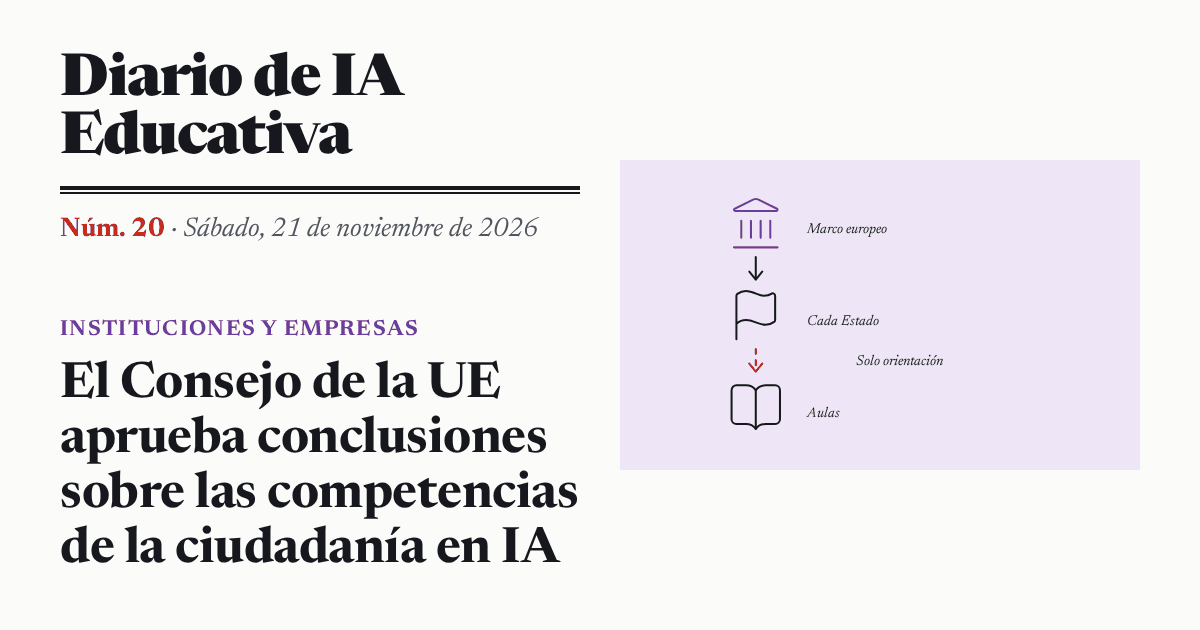 Diario de IA
Educativa
Núm. 20 · Sábado, 21 de noviembre de 2026
INSTITUCIONES Y EMPRESAS
El Consejo de la UE
aprueba conclusiones
sobre las competencias
de la ciudadanía en IA
Marco europeo
Cada Estado
Solo orientación
Aulas